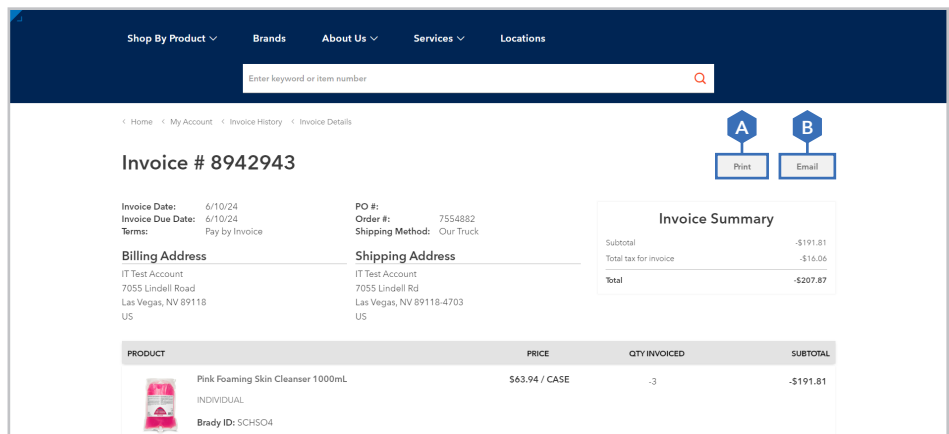 Shop By Product Brands About Us Services Locations
Enter keyword or item number
Home My Account Invoice History Invoice Details
A B
Invoice # 8942943
Print Email
Invoice Date: 6/10/24
Invoice Due Date: 6/10/24
Terms: Pay by Invoice
PO #:
Order #: 7554882
Shipping Method: Our Truck
Billing Address
IT Test Account
7055 Lindell Road
Las Vegas, NV 89118
US
Shipping Address
IT Test Account
7055 Lindell Rd
Las Vegas, NV 89118-4703
US
Invoice Summary
Subtotal -$191.81
Total tax for invoice -$16.06
Total -$207.87
PRODUCT PRICE QTY INVOICED SUBTOTAL
Pink Foaming Skin Cleanser 1000mL $63.94 / CASE -3 -$191.81
INDIVIDUAL
Brady ID: SCHSO4